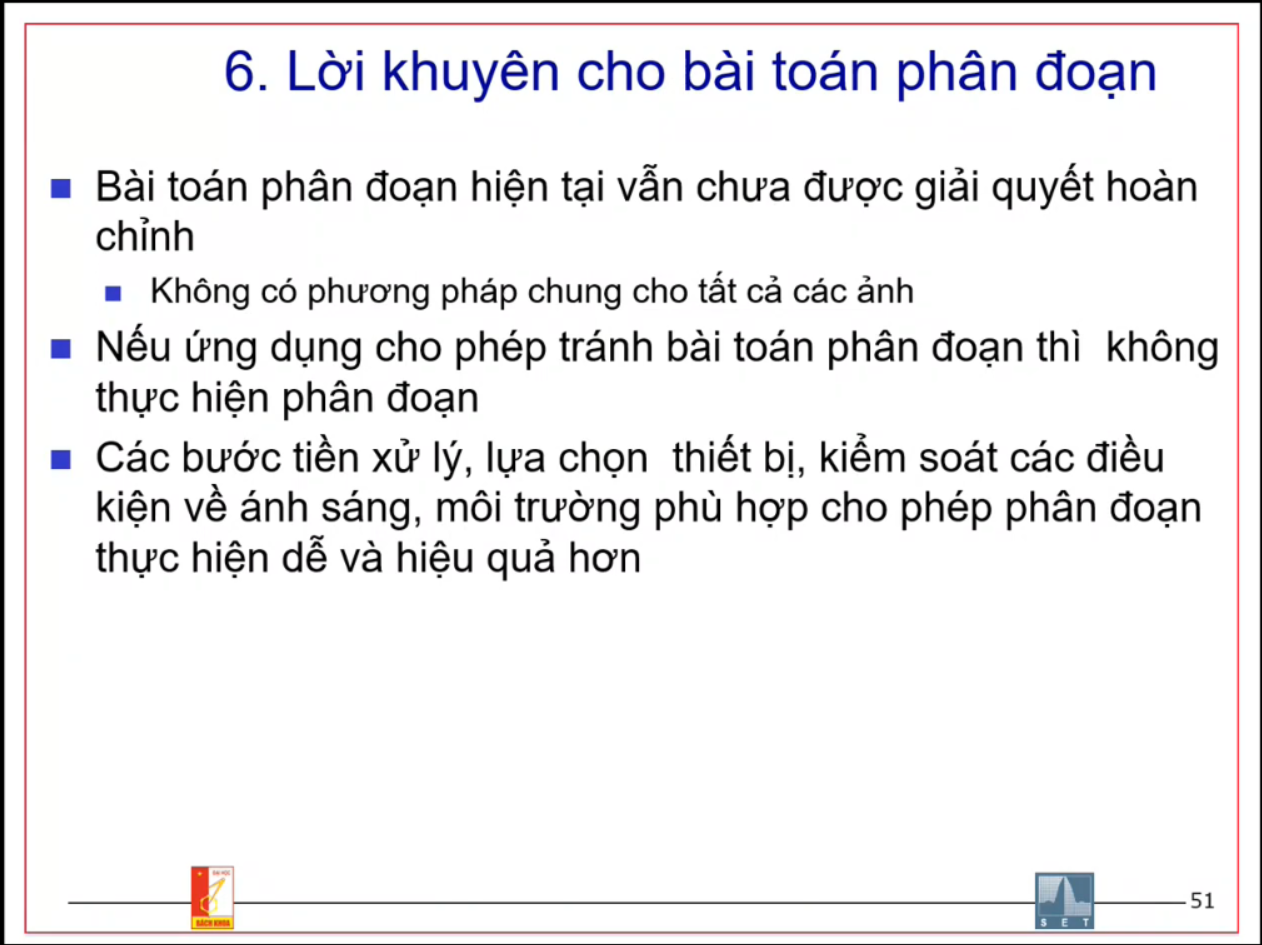 6. Lời khuyên cho bài toán phân đoạn
Bài toán phân đoạn hiện tại vẫn chưa được giải quyết hoàn
chỉnh
Không có phương pháp chung cho tất cả các ảnh
Nếu ứng dụng cho phép tránh bài toán phân đoạn thì không
thực hiện phân đoạn
Các bước tiền xử lý, lựa chọn thiết bị, kiểm soát các điều
kiện về ánh sáng, môi trường phù hợp cho phép phân đoạn
thực hiện dễ và hiệu quả hơn
ĐẠI HỌC
BÁCH KHOA
S E T
51